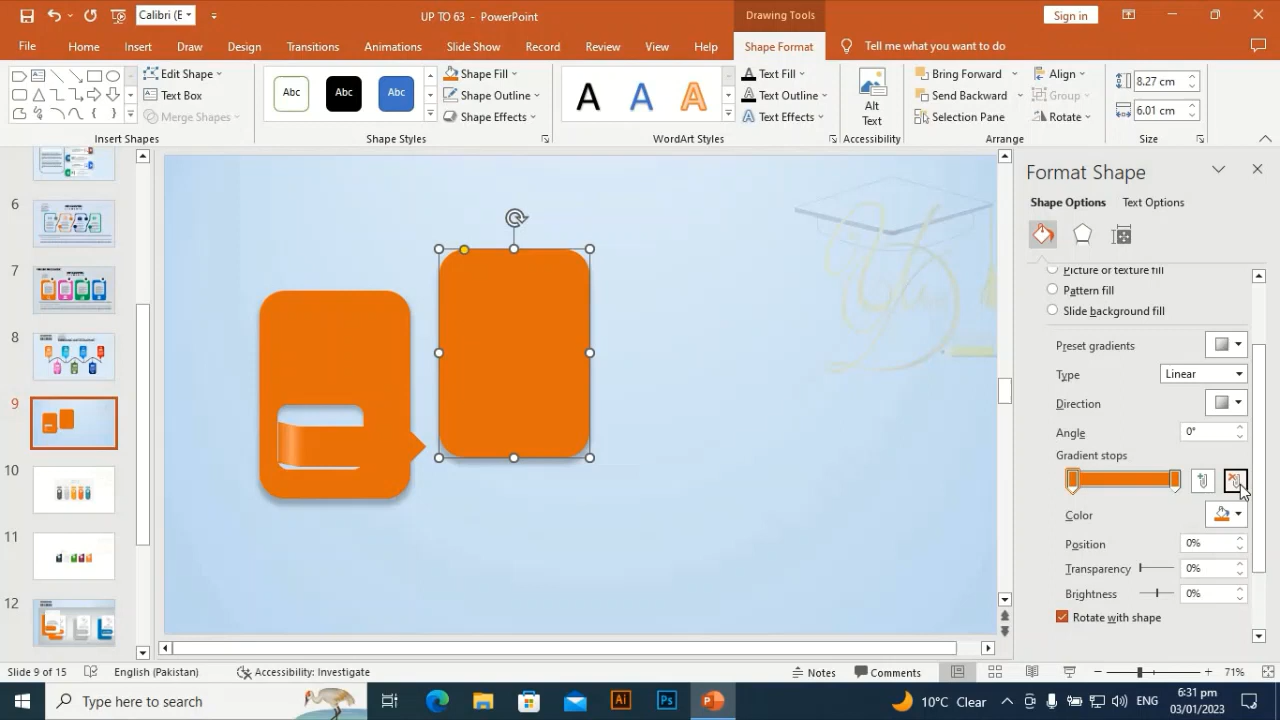 Calibri (E
UP TO 63 - PowerPoint
Drawing Tools
Sign in
File
Home
Insert
Draw
Design
Transitions
Animations
Slide Show
Record
Review
View
Help
Shape Format
Tell me what you want to do
Edit Shape
Text Box
Merge Shapes
Insert Shapes
Abc
Abc
Abc
Shape Fill
Shape Outline
Shape Effects
Shape Styles
A
A
A
Text Fill
Text Outline
Text Effects
WordArt Styles
Alt
Text
Accessibility
Bring Forward
Send Backward
Selection Pane
Align
Group
Rotate
Arrange
8.27 cm
6.01 cm
Size
6
7
8
9
10
11
12
Format Shape
Shape Options
Text Options
Picture or texture fill
Pattern fill
Slide background fill
Preset gradients
Type
Linear
Direction
Angle
0°
Gradient stops
Color
Position
0%
Transparency
0%
Brightness
0%
Rotate with shape
Slide 9 of 15
English (Pakistan)
Accessibility: Investigate
Notes
Comments
71%
Type here to search
Ai
Ps
10°C Clear
ENG
6:31 pm
03/01/2023